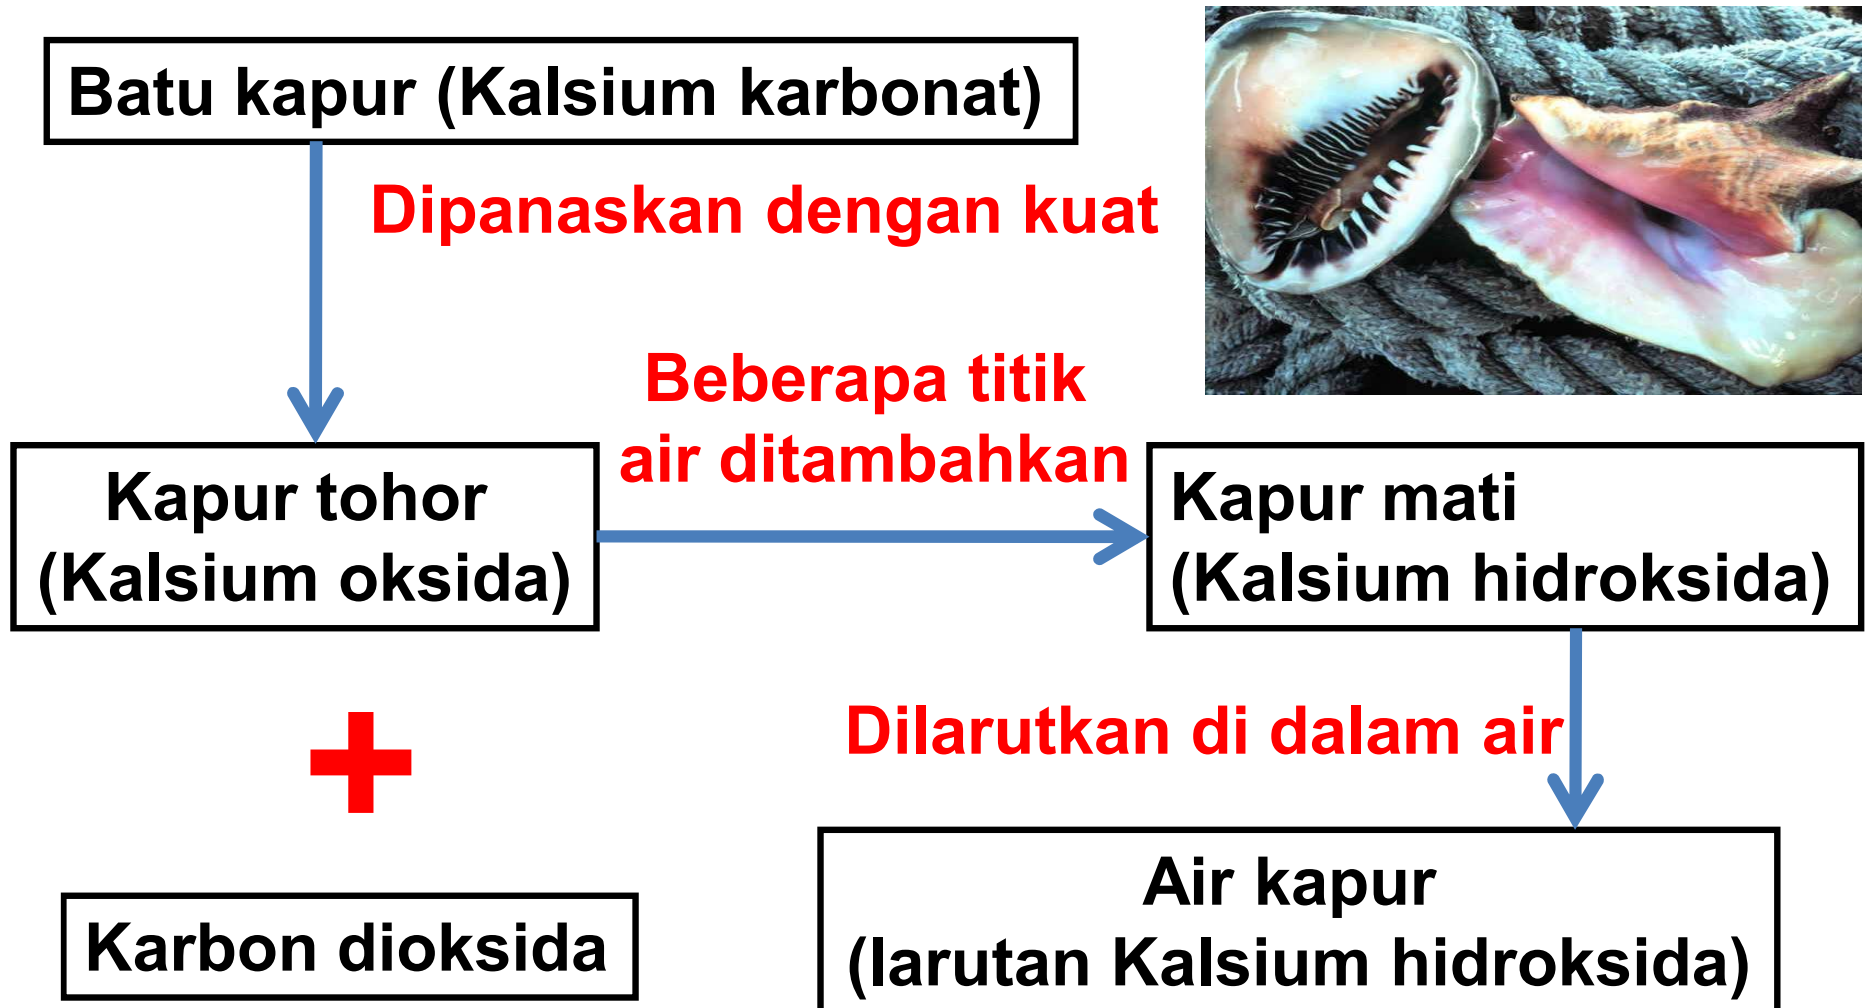 Batu kapur (Kalsium karbonat)
Dipanaskan dengan kuat
Beberapa titik
air ditambahkan
Kapur tohor
(Kalsium oksida)
Kapur mati
(Kalsium hidroksida)
Dilarutkan di dalam air
+
Karbon dioksida
Air kapur
(larutan Kalsium hidroksida)